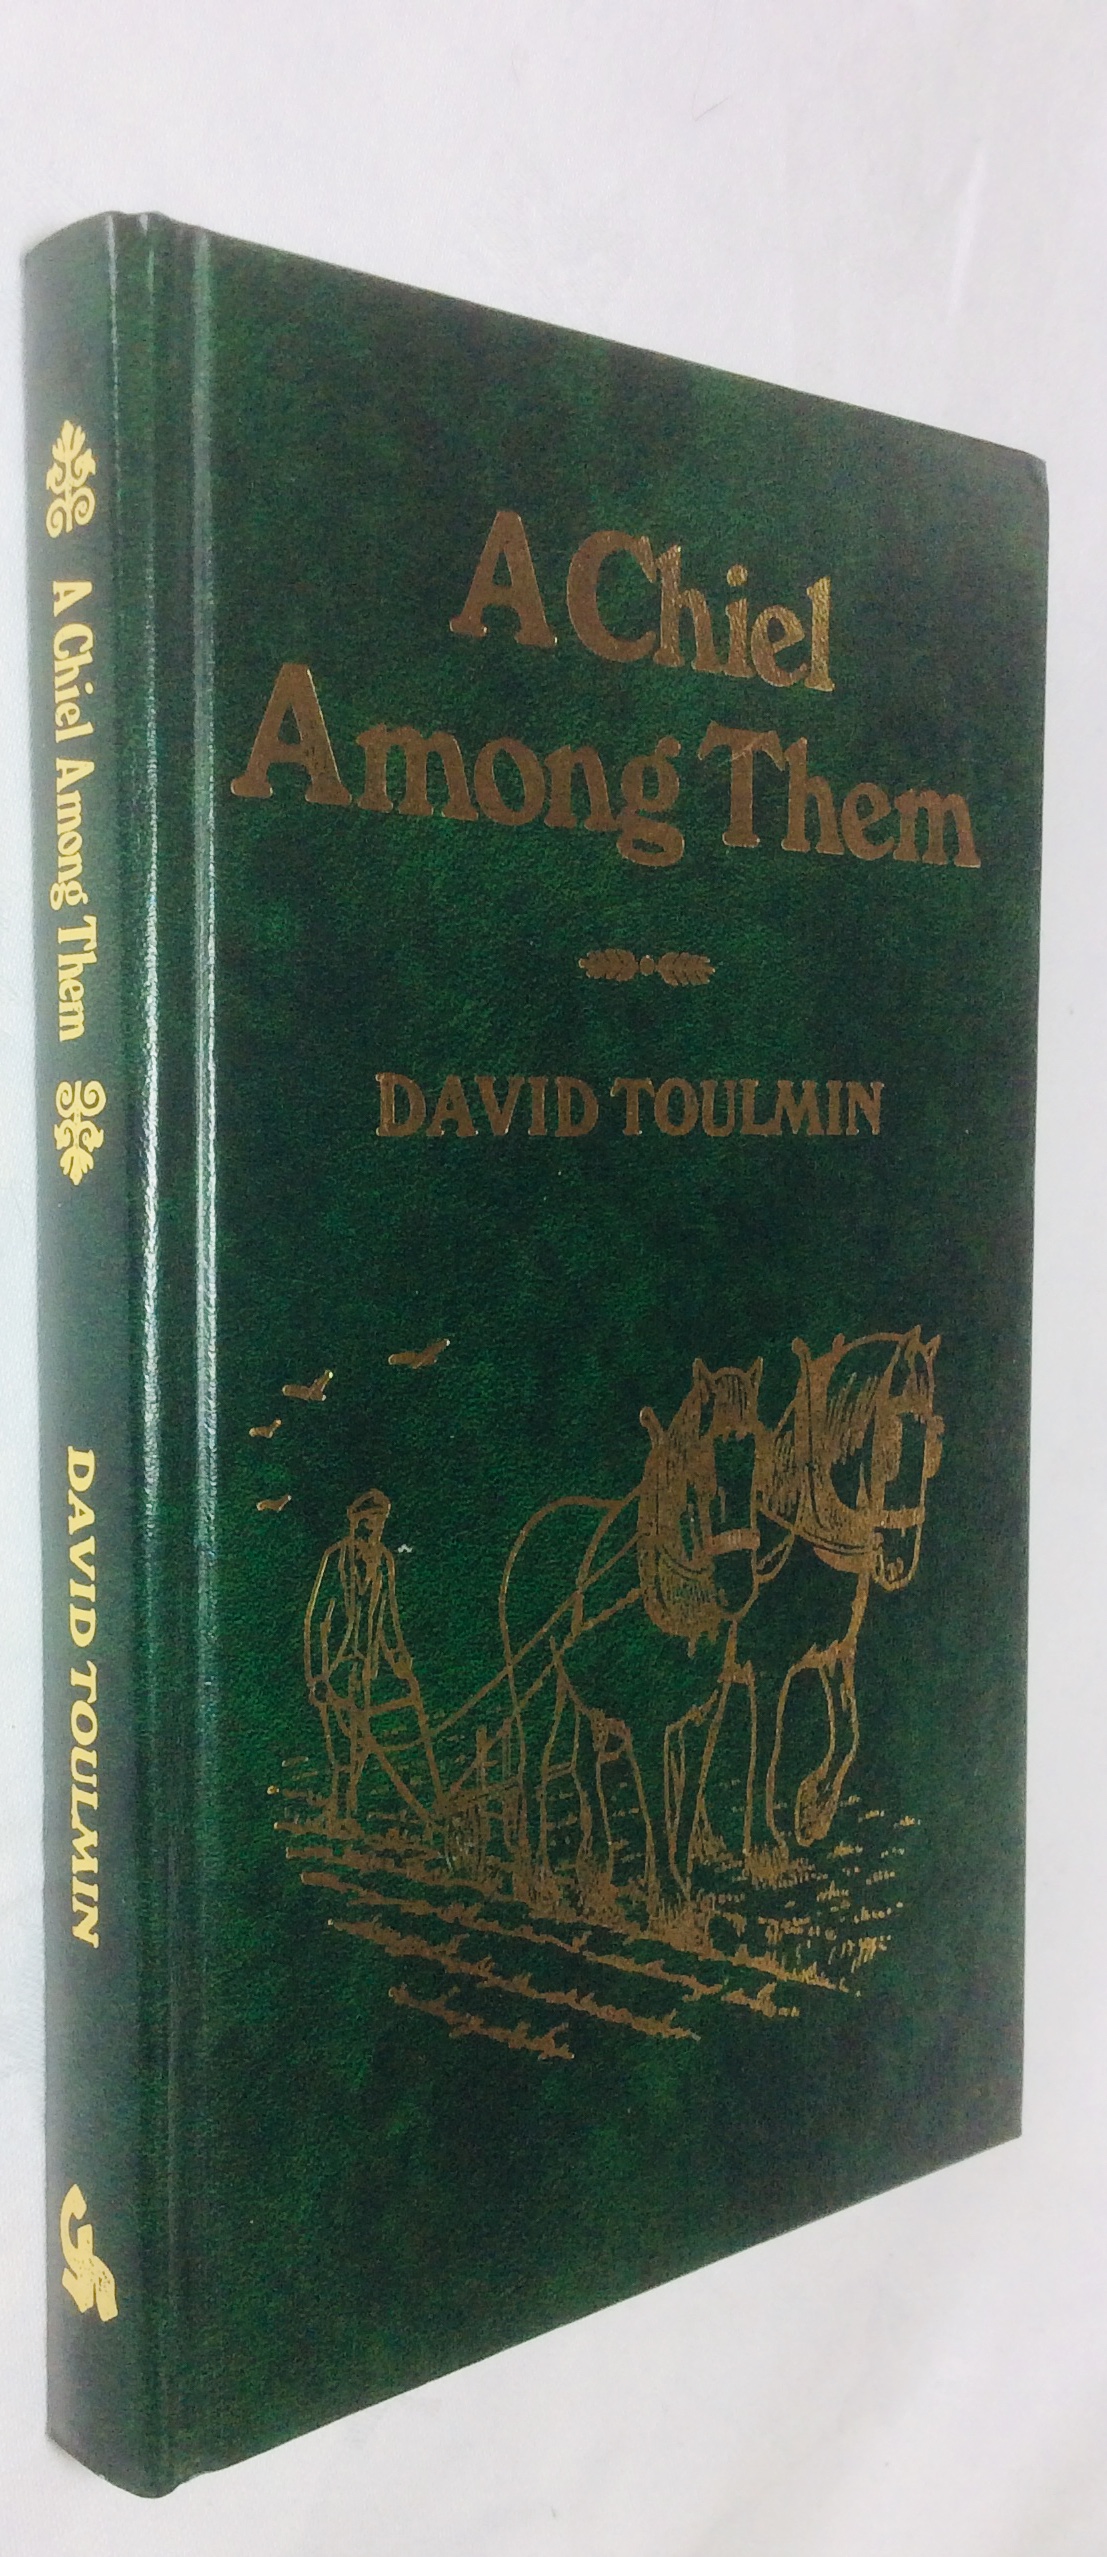 A Chiel
Among Them
DAVID TOULMIN
A Chiel Among Them
DAVID TOULMIN